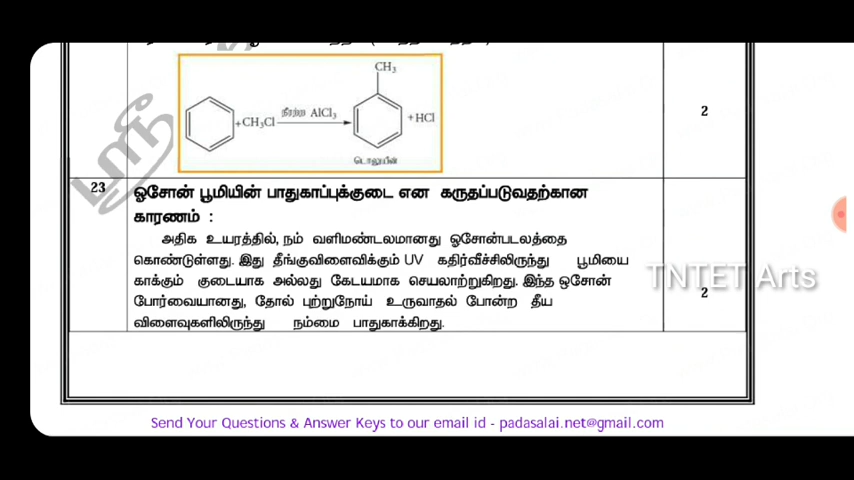 CH₃
+CH₃Cl
நீரற்ற AlCl₃
+HCl
டொலுயீன்
2
23
ஓசோன் பூமியின் பாதுகாப்புக்குடை என கருதப்படுவதற்கான
காரணம் :
அதிக உயரத்தில், நம் வளிமண்டலமானது ஓசோன்படலத்தை
கொண்டுள்ளது. இது தீங்குவிளைவிக்கும் UV கதிர்வீச்சிலிருந்து பூமியை
காக்கும் குடையாக அல்லது கேடயமாக செயலாற்றுகிறது. இந்த ஒசோன்
போர்வையானது, தோல் புற்றுநோய் உருவாதல் போன்ற தீய
விளைவுகளிலிருந்து நம்மை பாதுகாக்கிறது.
2
TNTET Arts
Send Your Questions & Answer Keys to our email id - padasalai.net@gmail.com